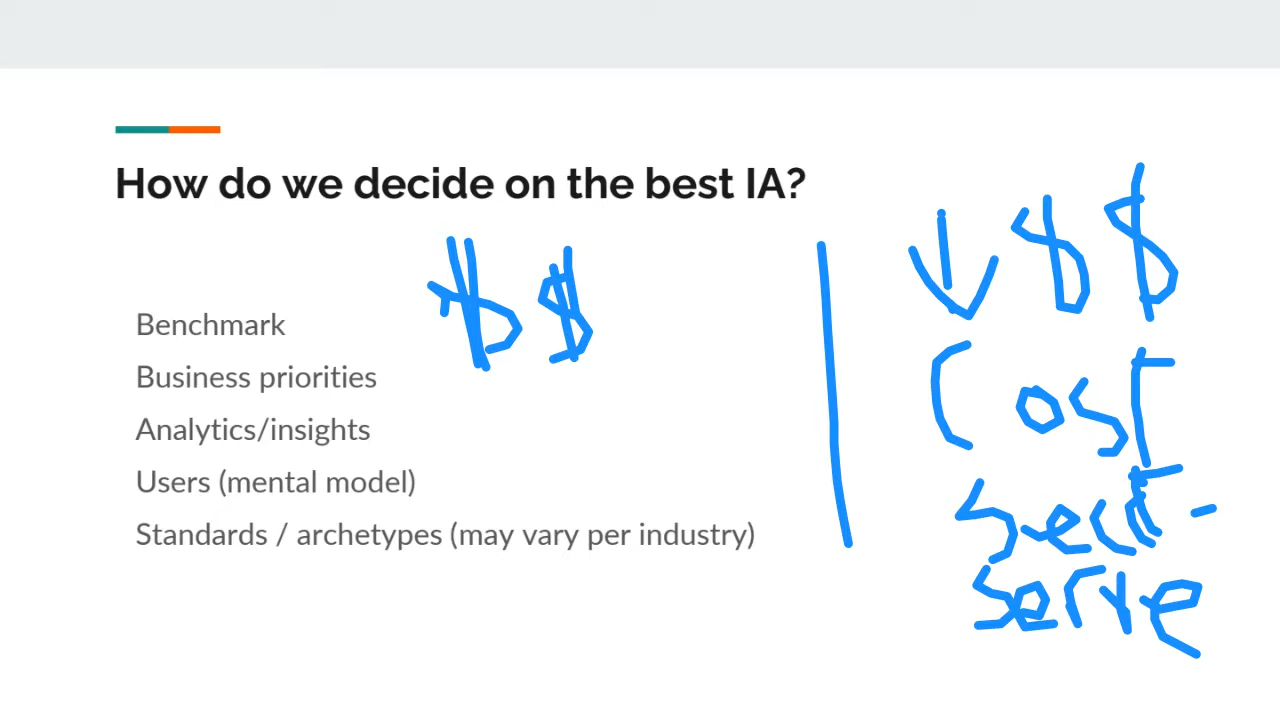 How do we decide on the best IA?
$$
↓ $$
Benchmark
Business priorities
Cost
Analytics/insights
Users (mental model)
Standards / archetypes (may vary per industry)
serve